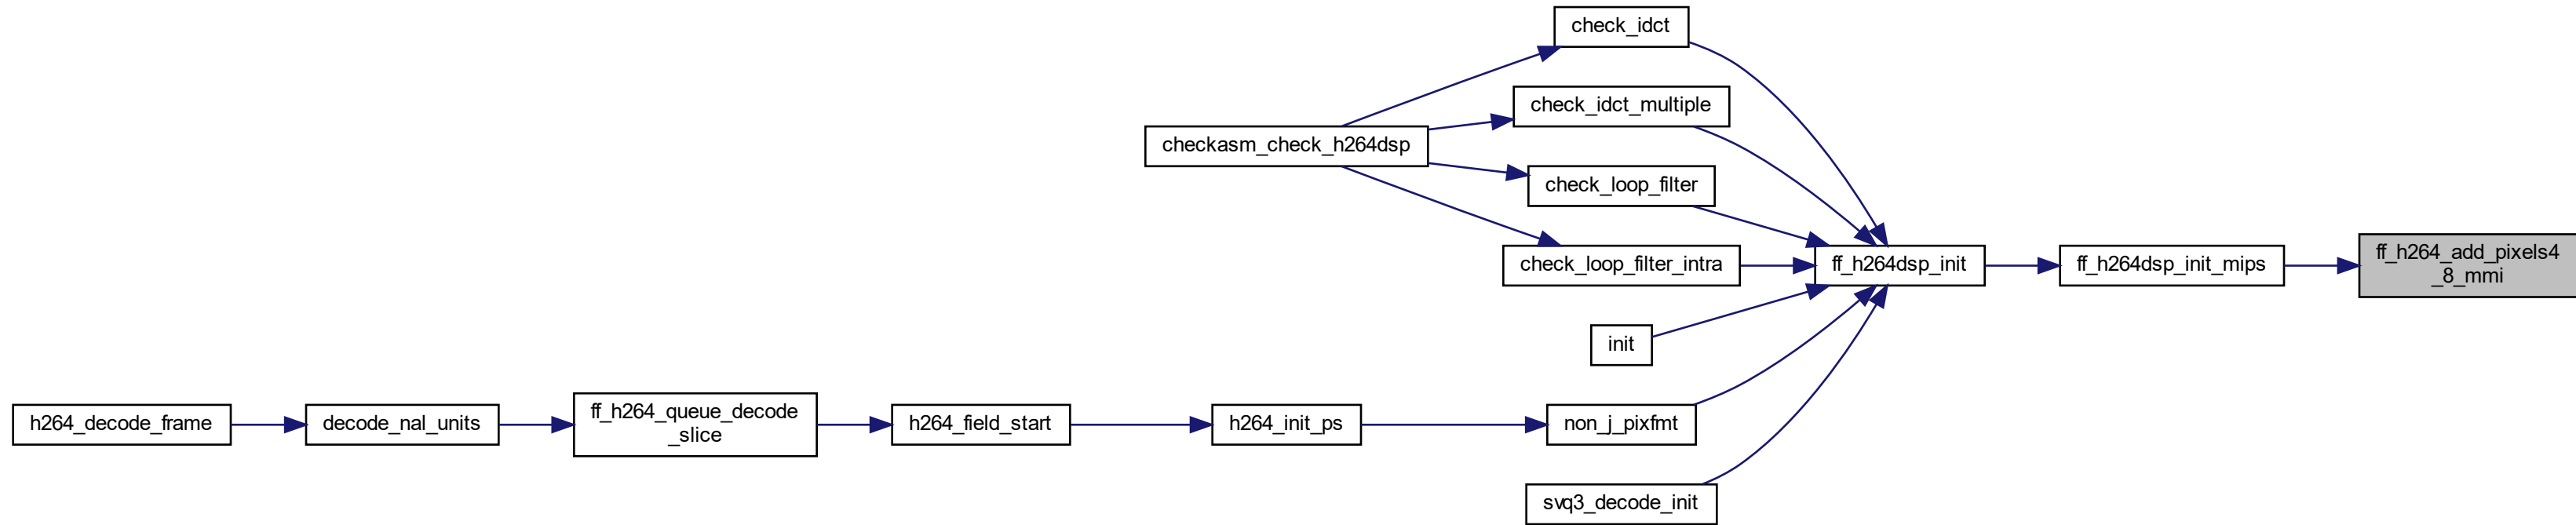 check_idct
check_idct_multiple
checkasm_check_h264dsp
check_loop_filter
check_loop_filter_intra
ff_h264dsp_init
ff_h264dsp_init_mips
ff_h264_add_pixels4
_8_mmi
init
h264_decode_frame
decode_nal_units
ff_h264_queue_decode
_slice
h264_field_start
h264_init_ps
non_j_pixfmt
svq3_decode_init